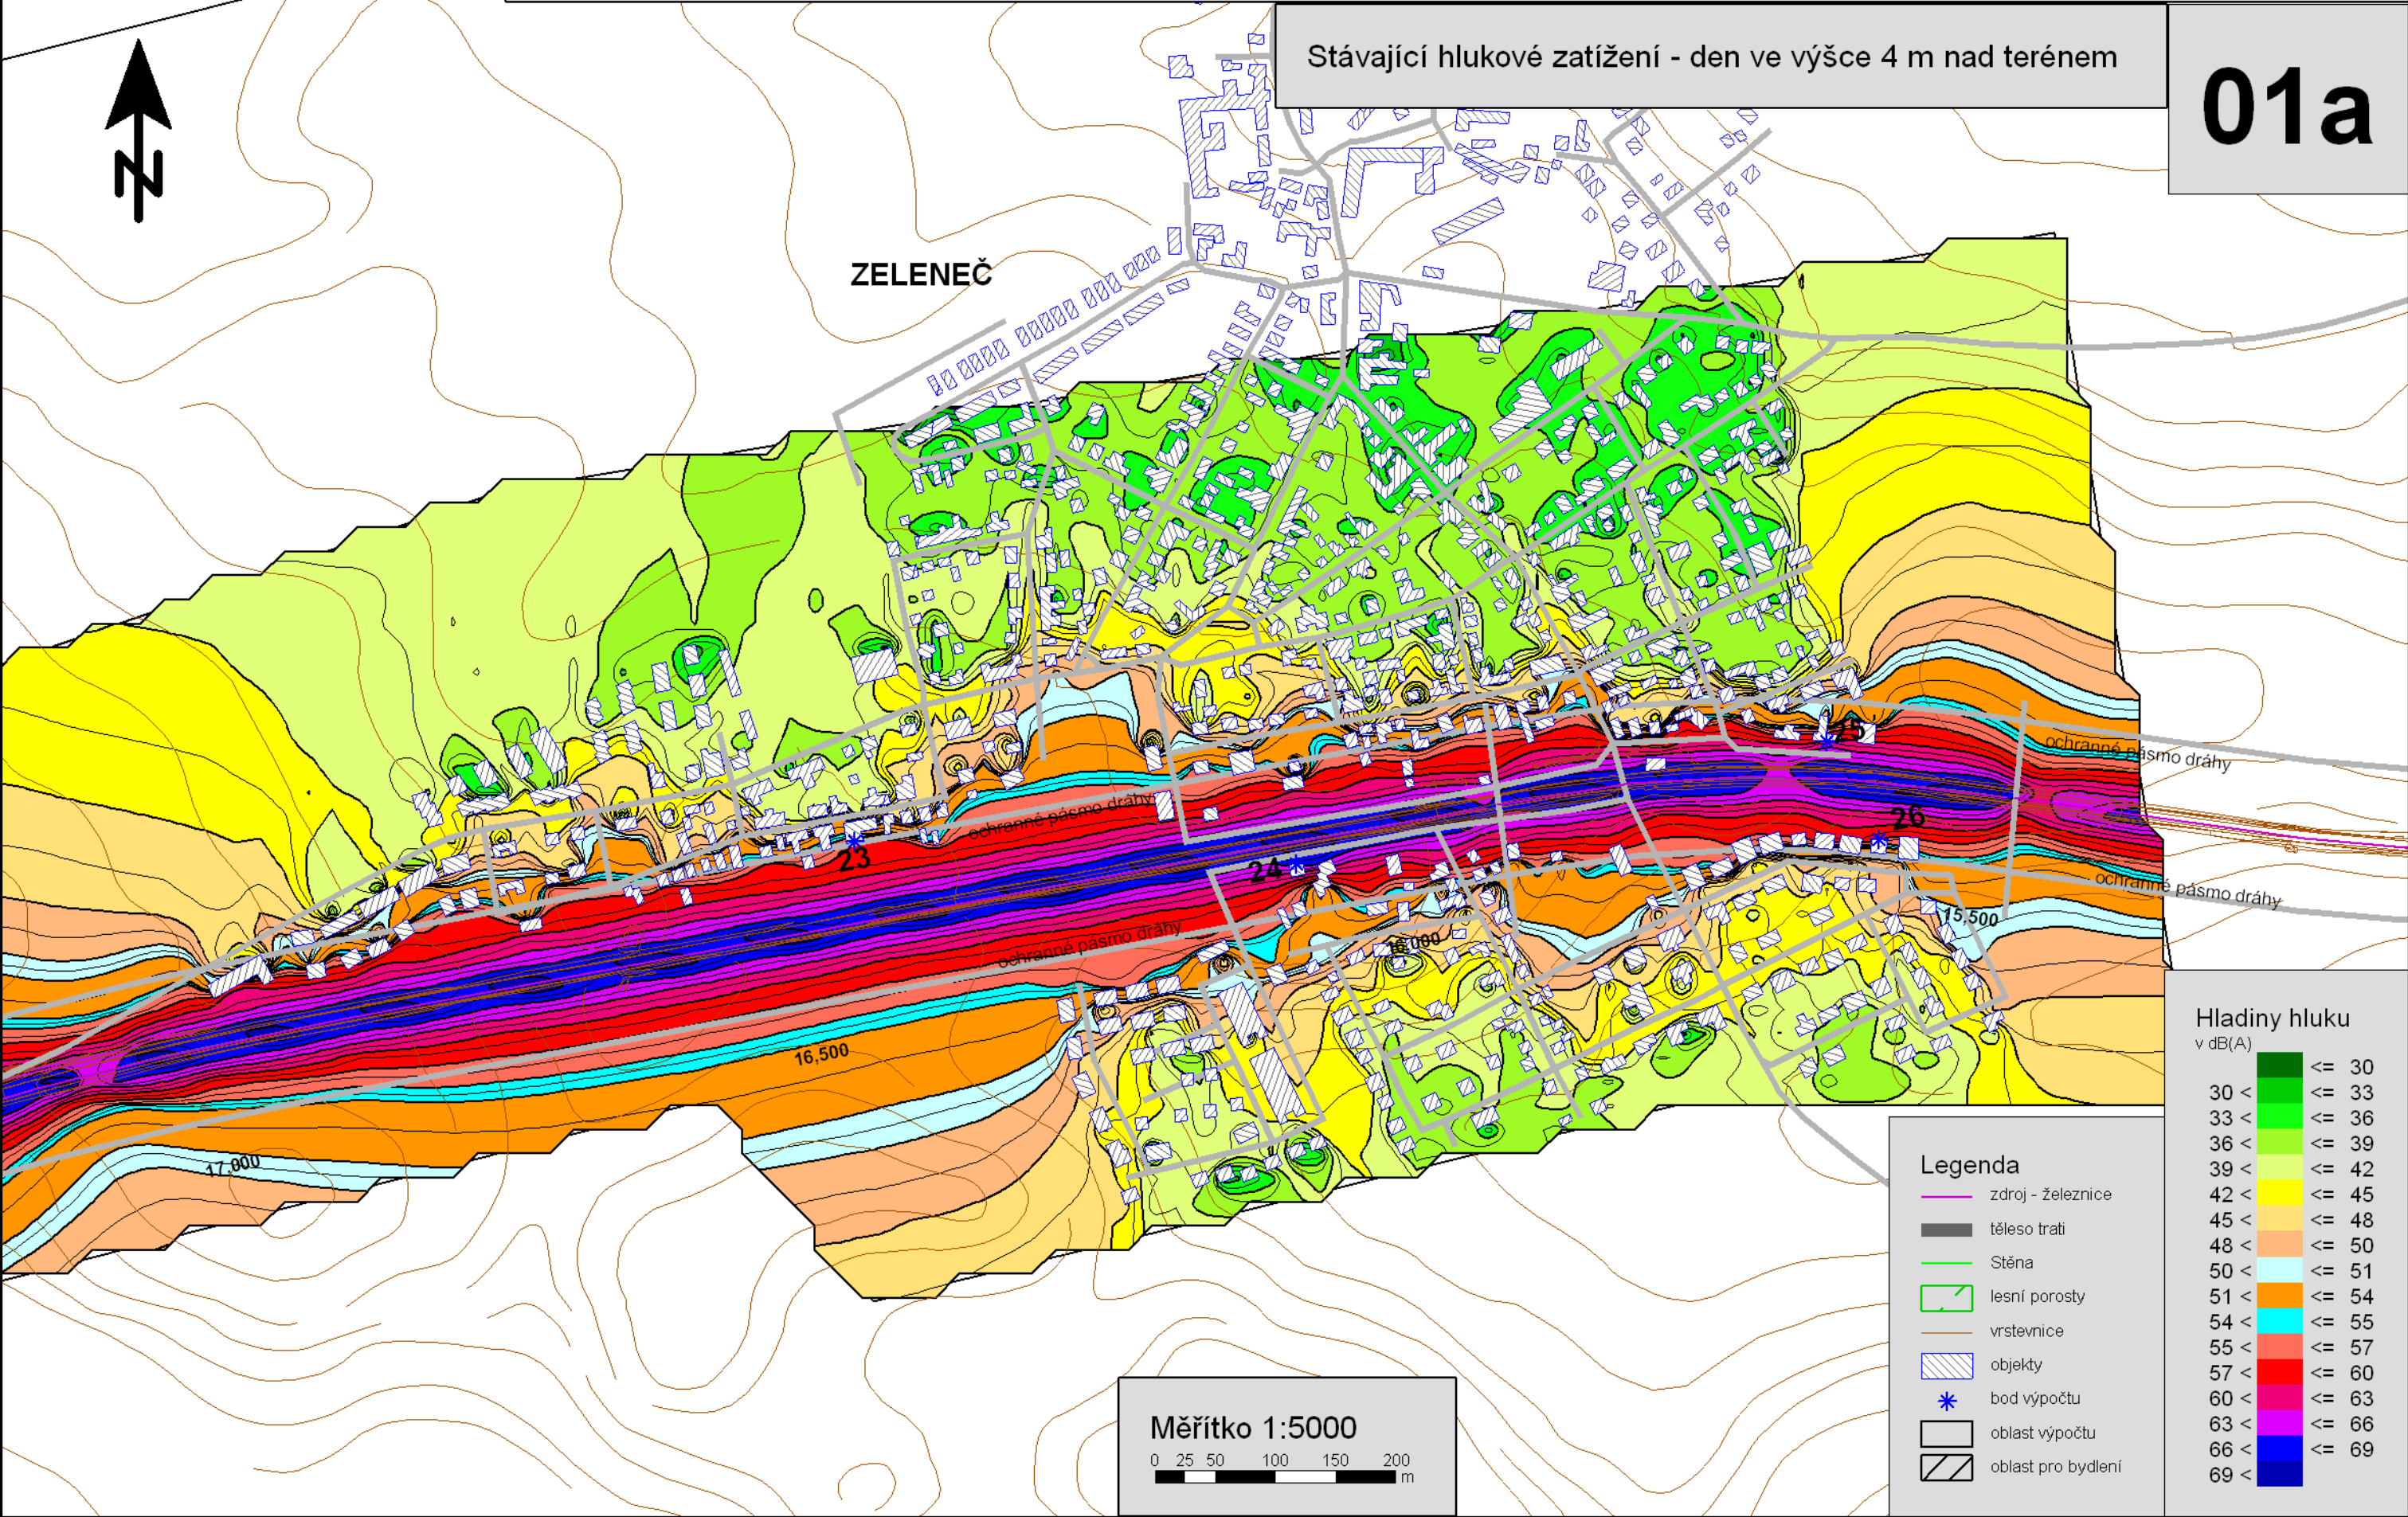 Stávající hlukové zatížení - den ve výšce 4 m nad terénem
01a
N
ZELENEČ
25
ochranné pásmo dráhy
ochranné pásmo dráhy
26
23
24
ochranné pásmo dráhy
15,500
16,000
ochranné pásmo dráhy
16,500
17,000
Hladiny hluku
v dB(A)
<= 30
30 < <= 33
33 < <= 36
36 < <= 39
39 < <= 42
42 < <= 45
45 < <= 48
48 < <= 50
50 < <= 51
51 < <= 54
54 < <= 55
55 < <= 57
57 < <= 60
60 < <= 63
63 < <= 66
66 < <= 69
69 <
Legenda
zdroj - železnice
těleso trati
Stěna
lesní porosty
vrstevnice
objekty
bod výpočtu
oblast výpočtu
oblast pro bydlení
Měřítko 1:5000
0 25 50 100 150 200
m